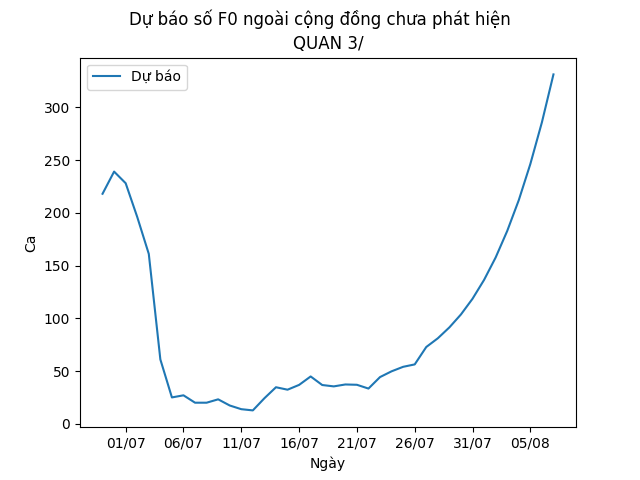 Dự báo số F0 ngoài cộng đồng chưa phát hiện
QUAN 3/
Dự báo
Ca
300
250
200
150
100
50
0
01/07 06/07 11/07 16/07 21/07 26/07 31/07 05/08
Ngày